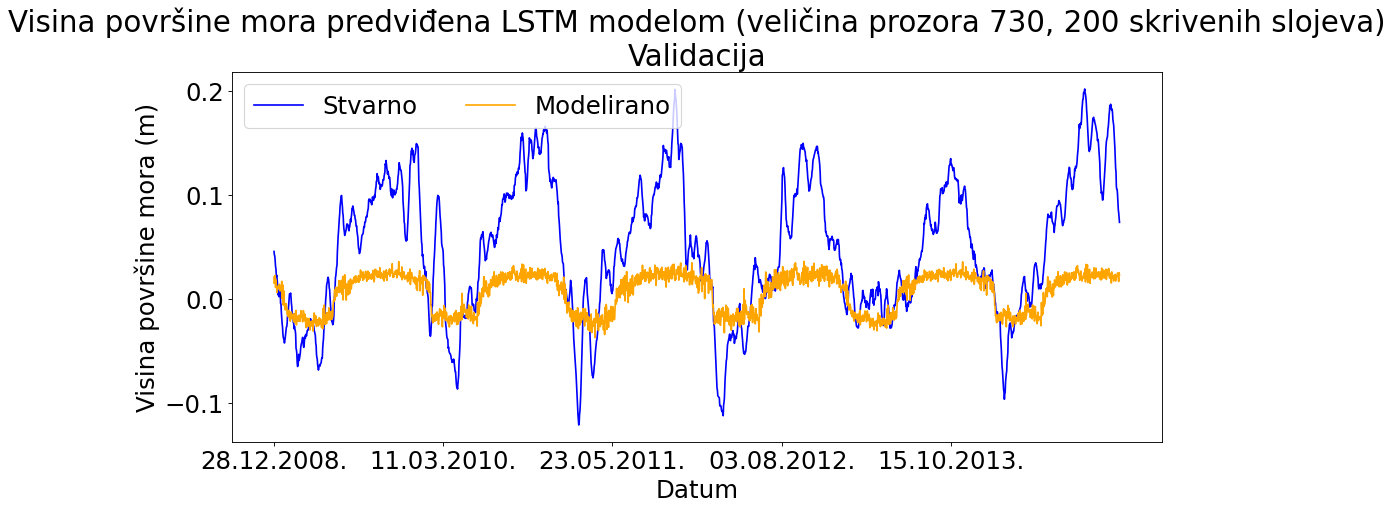 Visina površine mora predviđena LSTM modelom (veličina prozora 730, 200 skrivenih slojeva)
Validacija
Stvarno Modelirano
Visina površine mora (m)
0.2
0.1
0.0
−0.1
28.12.2008. 11.03.2010. 23.05.2011. 03.08.2012. 15.10.2013.
Datum